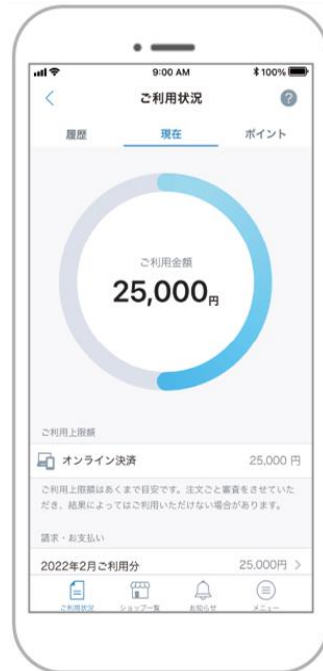 9:00 AM
100%
ご利用状況
?
履歴 現在 ポイント
ご利用金額
25,000円
ご利用上限額
オンライン決済 25,000 円
ご利用上限額はあくまで目安です。注文ごと審査をさせていた
だき、結果によってはご利用いただけない場合があります。
請求・お支払い
2022年2月ご利用分 25,000円
ご利用状況 ショップ一覧 お知らせ メニュー